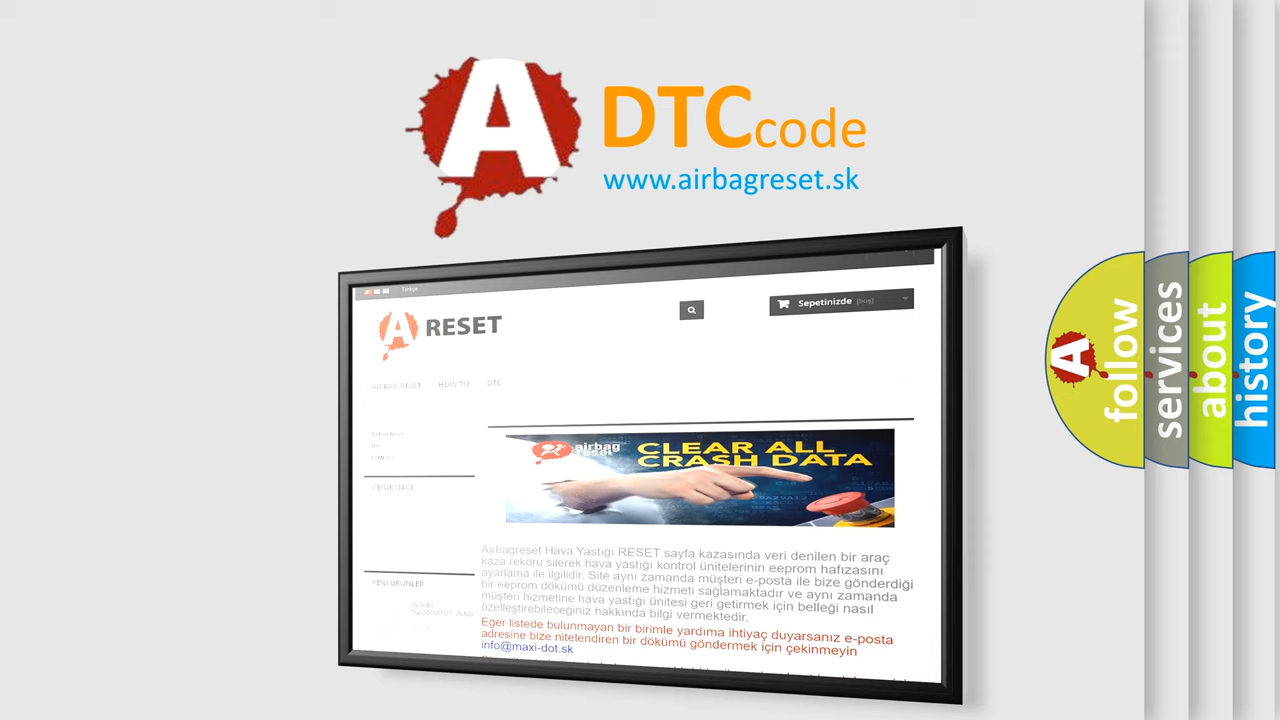 A DTCcode
www.airbagreset.sk
Türkçe
Sepetinizde
A RESET
AIRBAG RESET HOW TO DTC
HOW TO
INFORMACE
airbag reset
CLEAR ALL
CRASH DATA
Airbagreset Hava Yastığı RESET sayfa kazasında veri denilen bir araç
kaza rekoru silerek hava yastığı kontrol ünitelerinin eeprom hafızasını
ayarlama ile ilgilidir. Site aynı zamanda müşteri e-posta ile bize gönderdiği
bir eeprom dökümü düzenleme hizmeti sağlamaktadır ve aynı zamanda
müşteri hizmetine hava yastığı ünitesi geri getirmek için belleği nasıl
özelleştirebileceğiniz hakkında bilgi vermektedir.
Eğer listede bulunmayan bir birimle yardıma ihtiyaç duyarsanız e-posta
adresine bize nitelendiren bir dökümü göndermek için çekinmeyin
info@maxi-dot.sk
YENI ÜRÜNLER
A follow
services
about
history